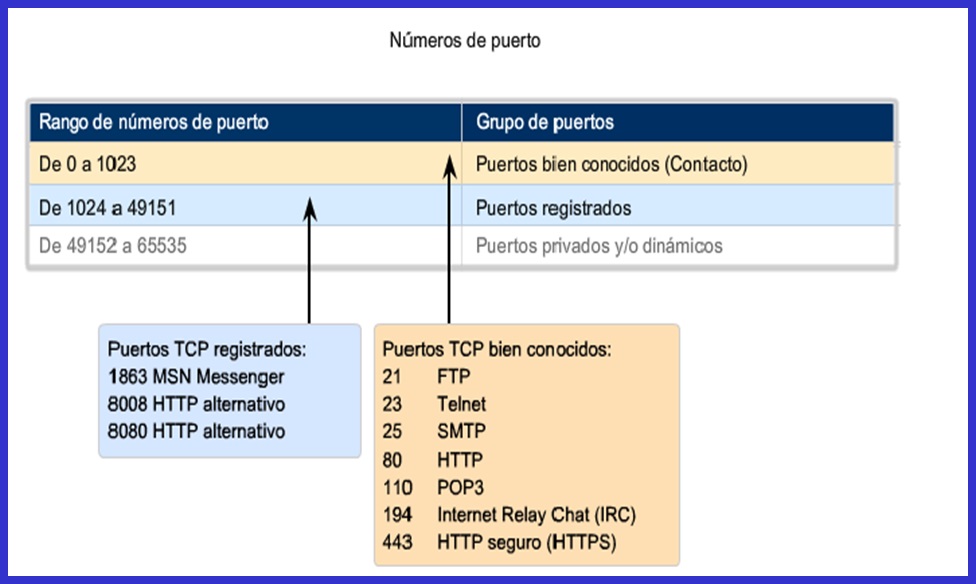 Números de puerto
Rango de números de puerto Grupo de puertos
De 0 a 1023 Puertos bien conocidos (Contacto)
De 1024 a 49151 Puertos registrados
De 49152 a 65535 Puertos privados y/o dinámicos
Puertos TCP registrados:
1863 MSN Messenger
8008 HTTP alternativo
8080 HTTP alternativo
Puertos TCP bien conocidos:
21 FTP
23 Telnet
25 SMTP
80 HTTP
110 POP3
194 Internet Relay Chat (IRC)
443 HTTP seguro (HTTPS)